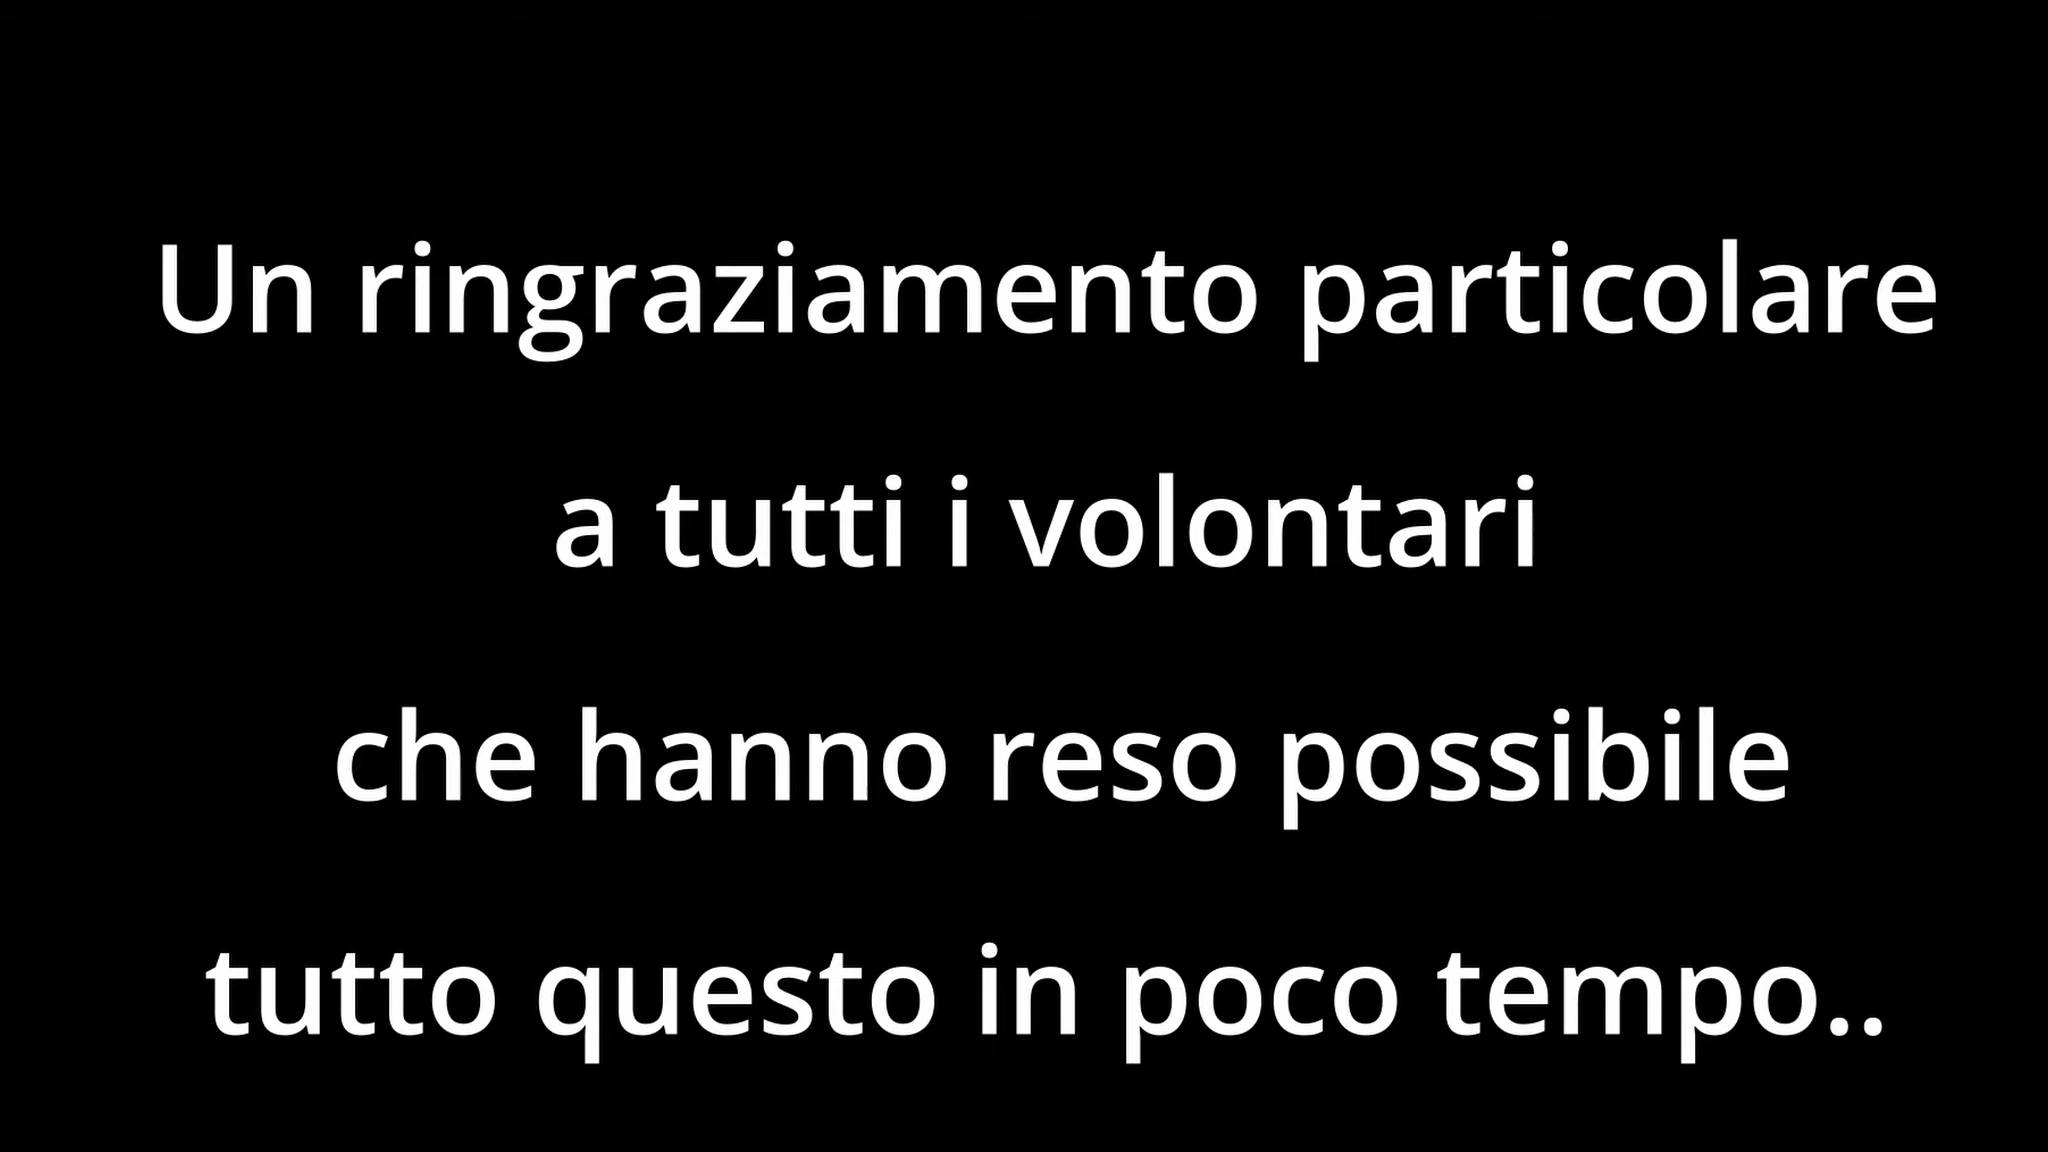 Un ringraziamento particolare
a tutti i volontari
che hanno reso possibile
tutto questo in poco tempo..